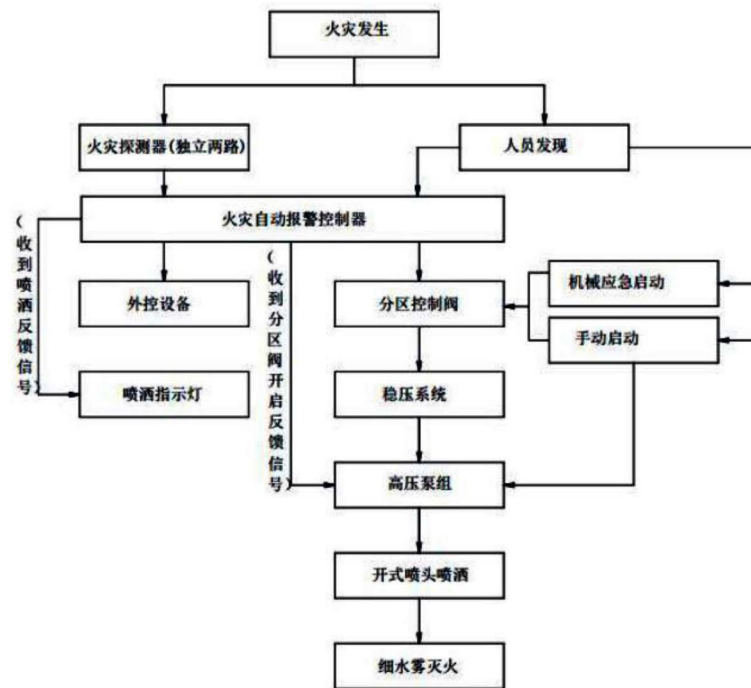 火灾发生
火灾探测器(独立两路)
人员发现
火灾自动报警控制器
(收到喷洒反馈信号)
(收到分区阀开启反馈信号)
外控设备
分区控制阀
机械应急启动
手动启动
喷洒指示灯
稳压系统
高压泵组
开式喷头喷洒
细水雾灭火